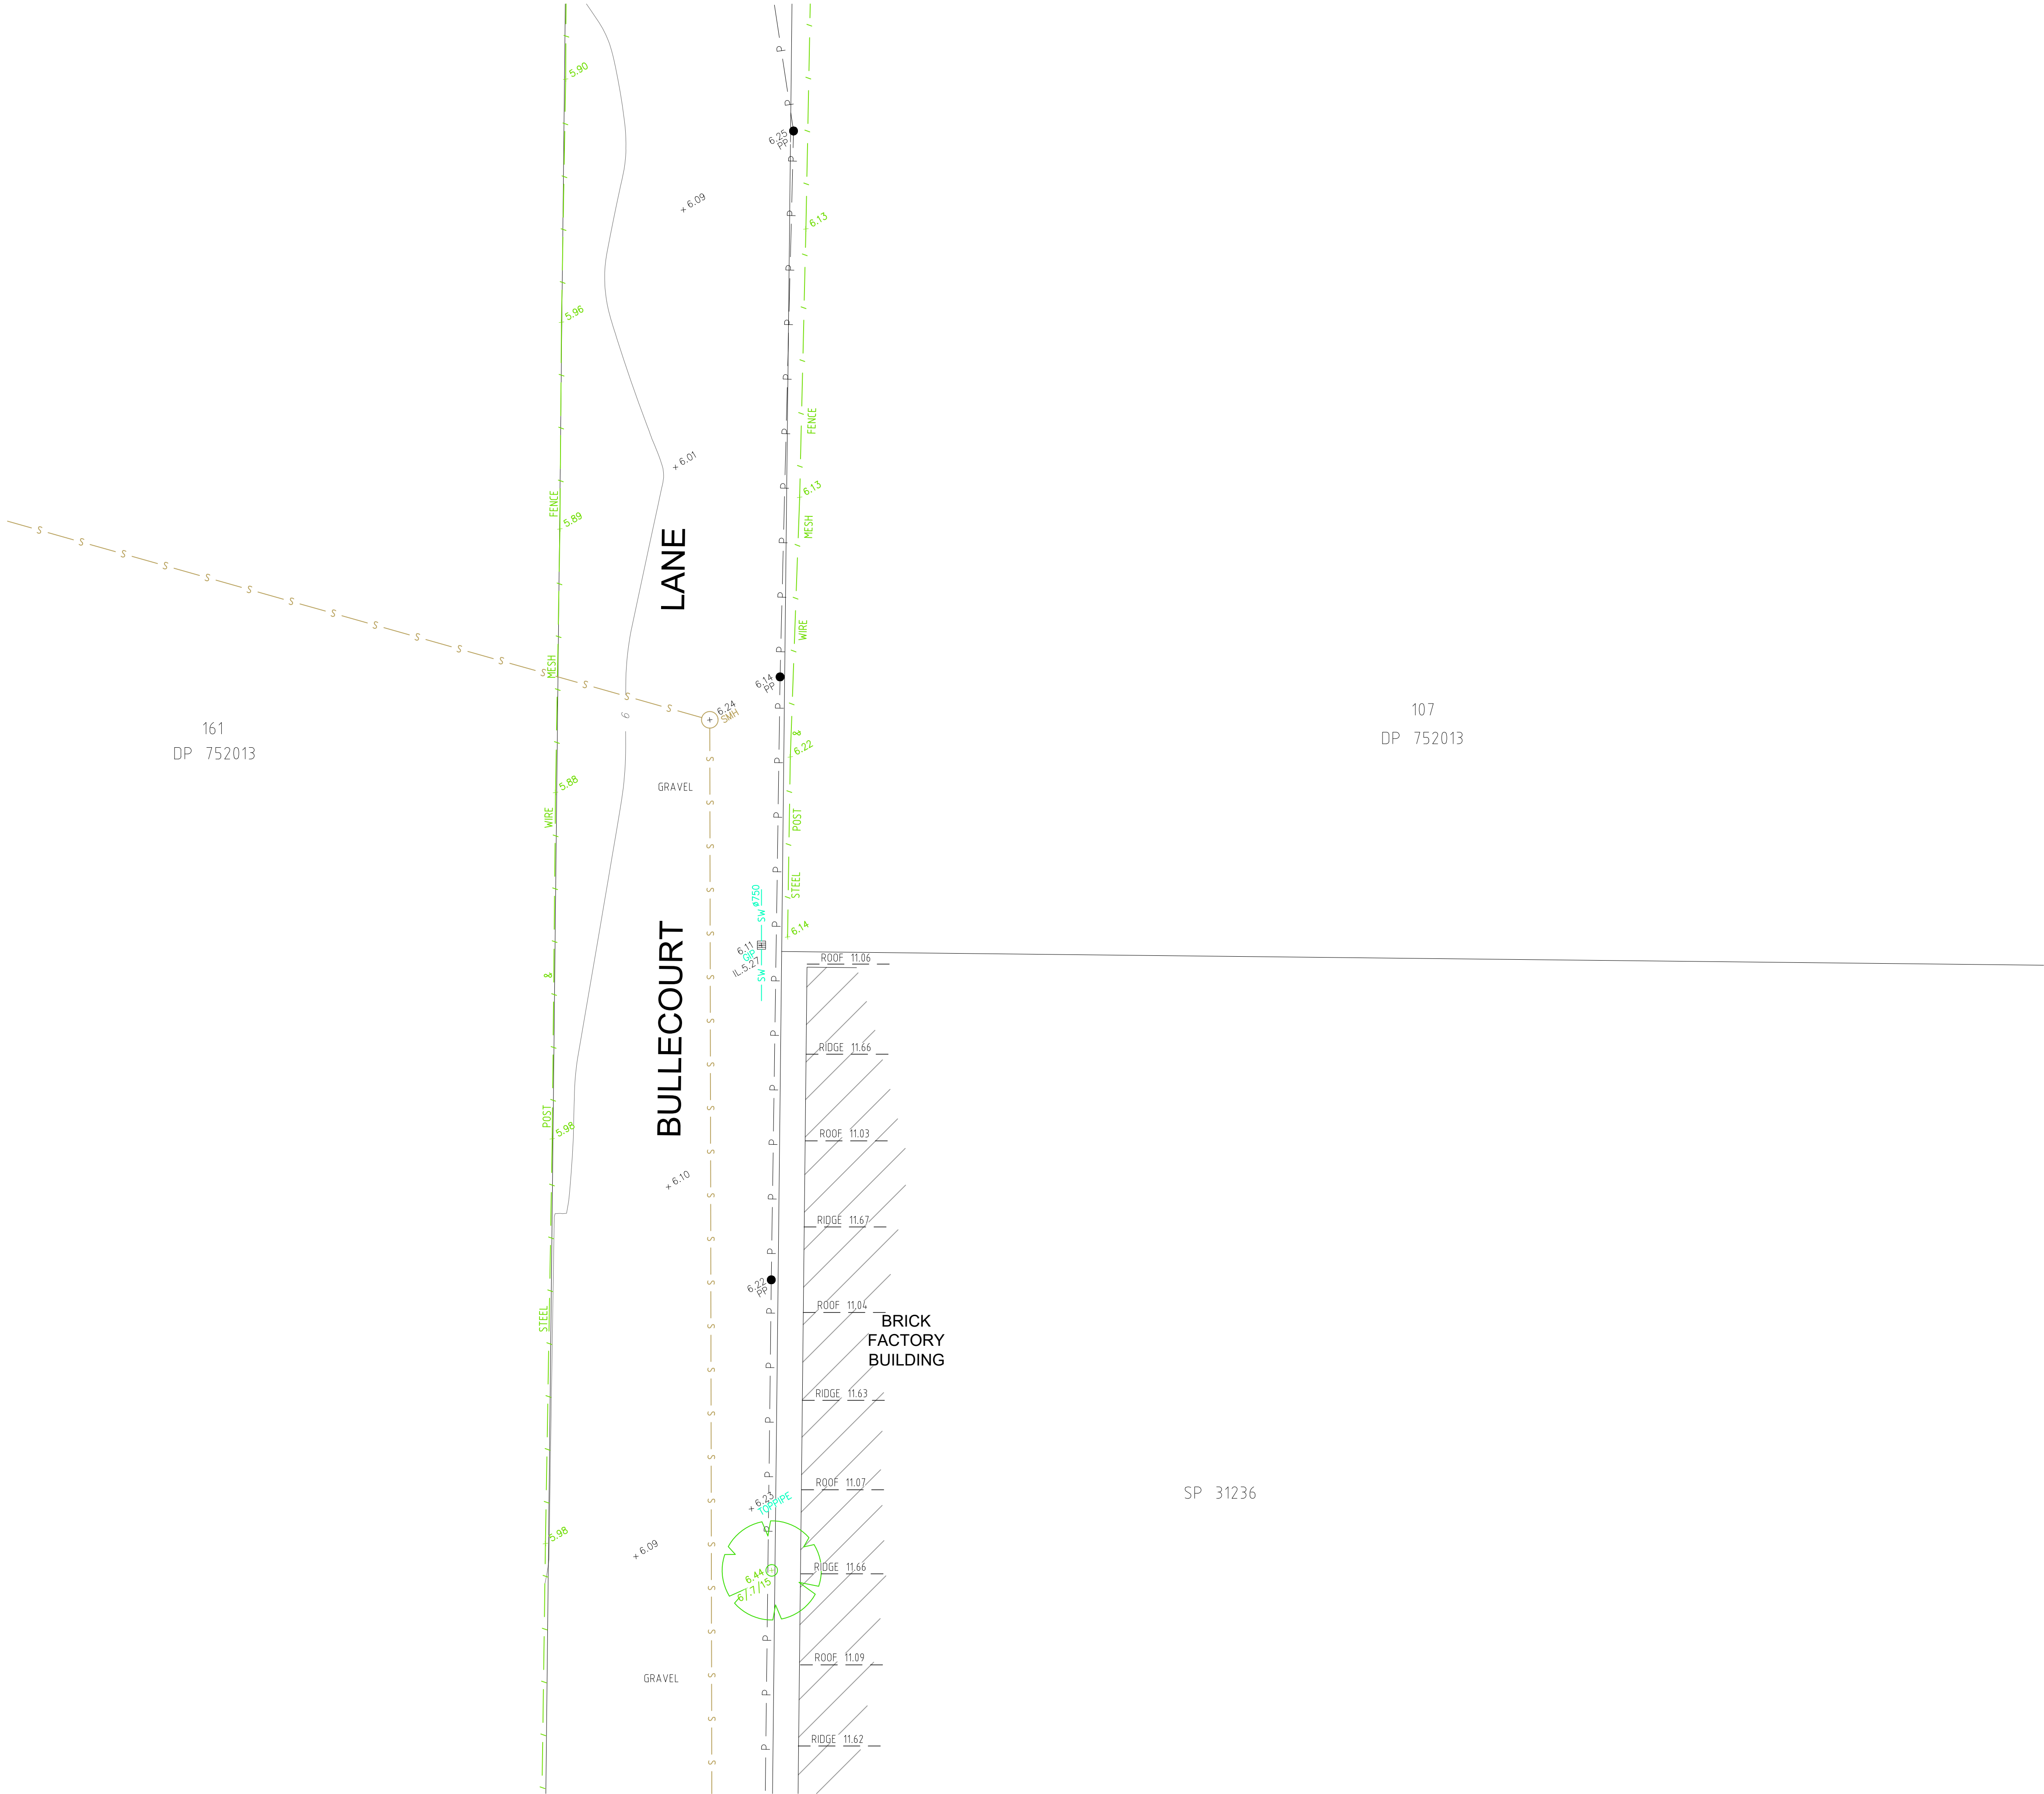 5.90
6.25
PP
+ 6.09
6.13
5.96
FENCE
+ 6.01
6.13
FENCE
5.89
MESH
LANE
WIRE
MESH
6.14
PP
6.24
SMH
6
161
DP 752013
107
DP 752013
&
6.22
GRAVEL
5.88
WIRE
POST
STEEL
ø750
SW
6.14
6.11
GIP
IL.5.27
SW
&
BULLECOURT
ROOF 11.06
RIDGE 11.66
POST
5.98
ROOF 11.03
+ 6.10
RIDGE 11.67
6.22
PP
STEEL
ROOF 11.04
BRICK
FACTORY
BUILDING
RIDGE 11.63
ROOF 11.07
SP 31236
+ 6.23
TOPPIPE
5.98
+ 6.09
RIDGE 11.66
6.44
6/.7/15
ROOF 11.09
GRAVEL
RIDGE 11.62